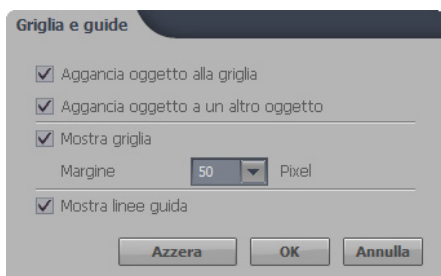 Griglia e guide
Aggancia oggetto alla griglia
Aggancia oggetto a un altro oggetto
Mostra griglia
Margine 50 Pixel
Mostra linee guida
Azzera OK Annulla